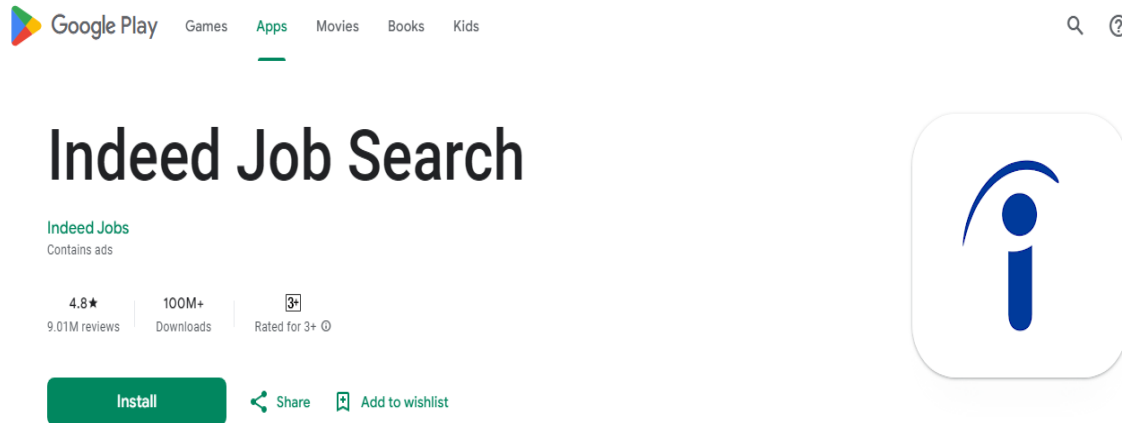 Google Play Games Apps Movies Books Kids
Indeed Job Search
Indeed Jobs
Contains ads
4.8★ 100M+ 3+
9.01M reviews Downloads Rated for 3+
Install Share Add to wishlist